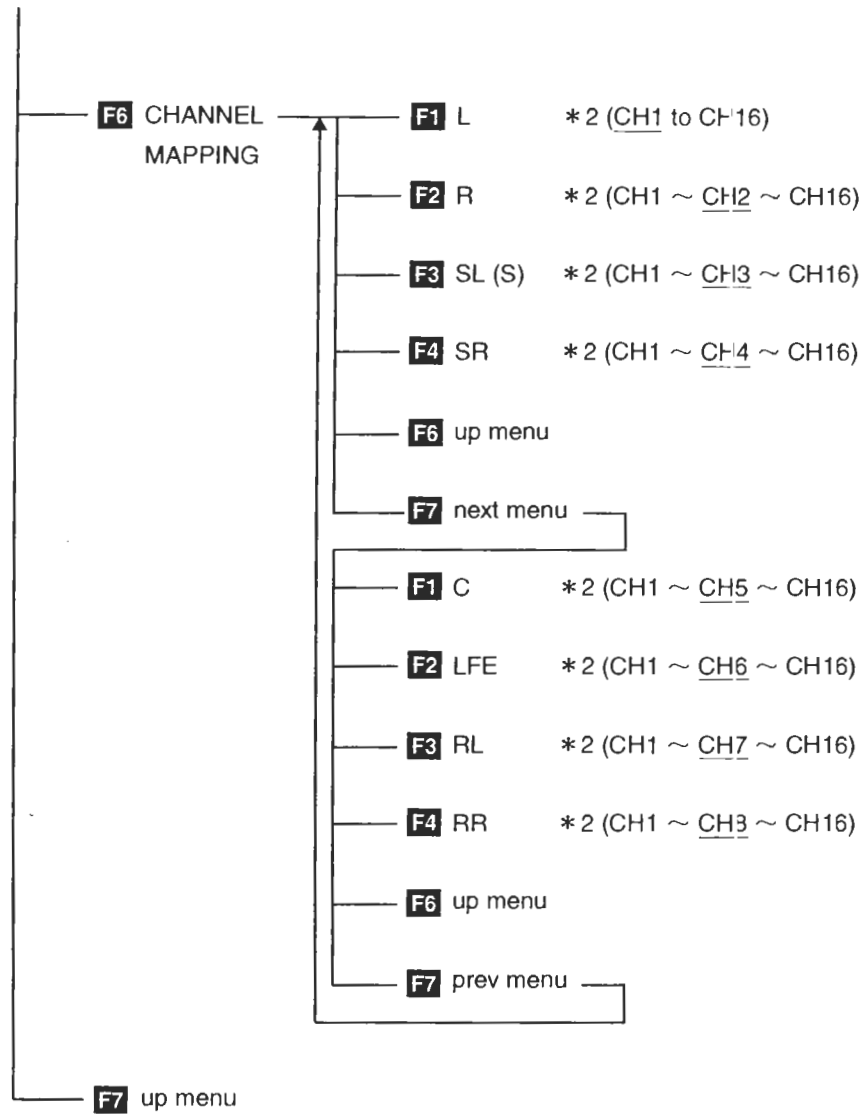 F6 CHANNEL MAPPING
F1 L *2 (CH1 to CH16)
F2 R *2 (CH1 ~ CH2 ~ CH16)
F3 SL (S) *2 (CH1 ~ CH3 ~ CH16)
F4 SR *2 (CH1 ~ CH4 ~ CH16)
F6 up menu
F7 next menu
F1 C *2 (CH1 ~ CH5 ~ CH16)
F2 LFE *2 (CH1 ~ CH6 ~ CH16)
F3 RL *2 (CH1 ~ CH7 ~ CH16)
F4 RR *2 (CH1 ~ CH8 ~ CH16)
F6 up menu
F7 prev menu
F7 up menu